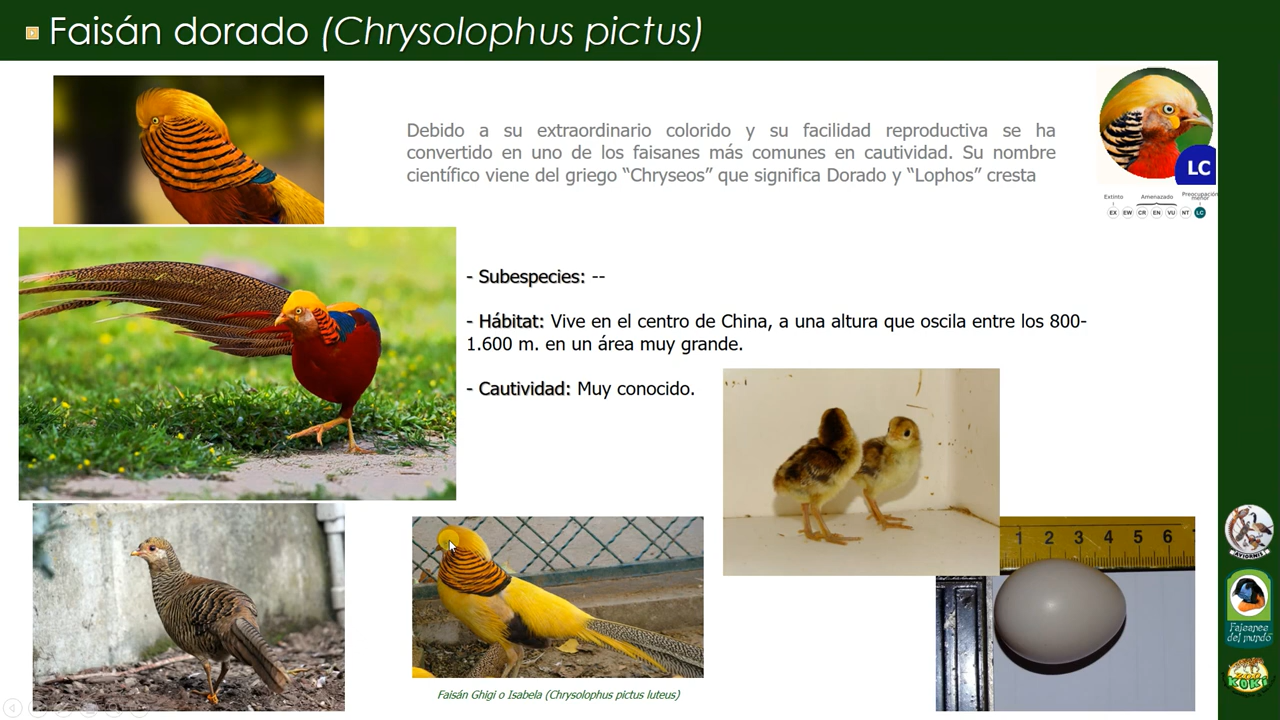 Faisán dorado (Chrysolophus pictus)
Debido a su extraordinario colorido y su facilidad reproductiva se ha
convertido en uno de los faisanes más comunes en cautividad. Su nombre
científico viene del griego “Chryseos” que significa Dorado y “Lophos” cresta
LC
Extinto Amenazado Preocupación menor
EX EW CR EN VU NT LC
- Subespecies: --
- Hábitat: Vive en el centro de China, a una altura que oscila entre los 800-
1.600 m. en un área muy grande.
- Cautividad: Muy conocido.
1 2 3 4 5 6
Faisán Ghigi o Isabela (Chrysolophus pictus luteus)
AVIORNIS
Faisanes
del mundo
KOKI